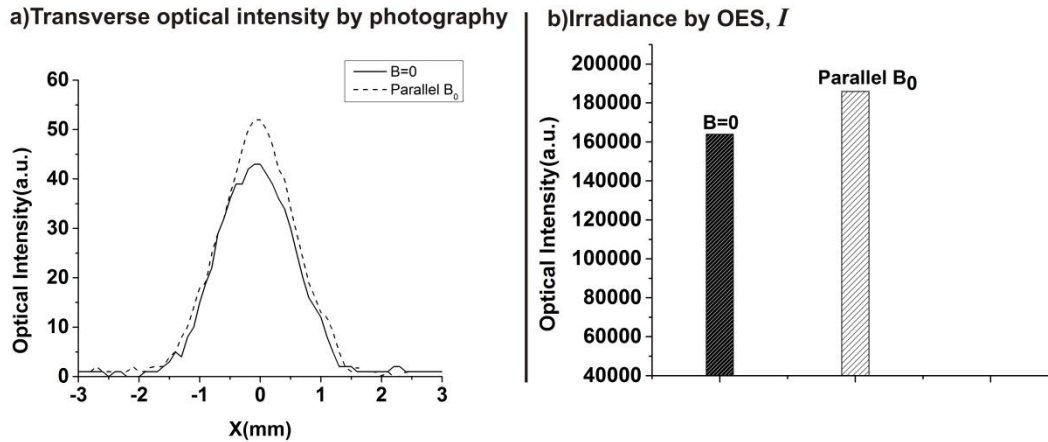 a)Transverse optical intensity by photography
B=0
Parallel B0
60
50
40
30
20
10
0
Optical Intensity(a.u.)
-3
-2
-1
0
1
2
3
X(mm)
b)Irradiance by OES, I
200000
180000
160000
140000
120000
100000
80000
60000
40000
Optical Intensity(a.u.)
B=0
Parallel B0